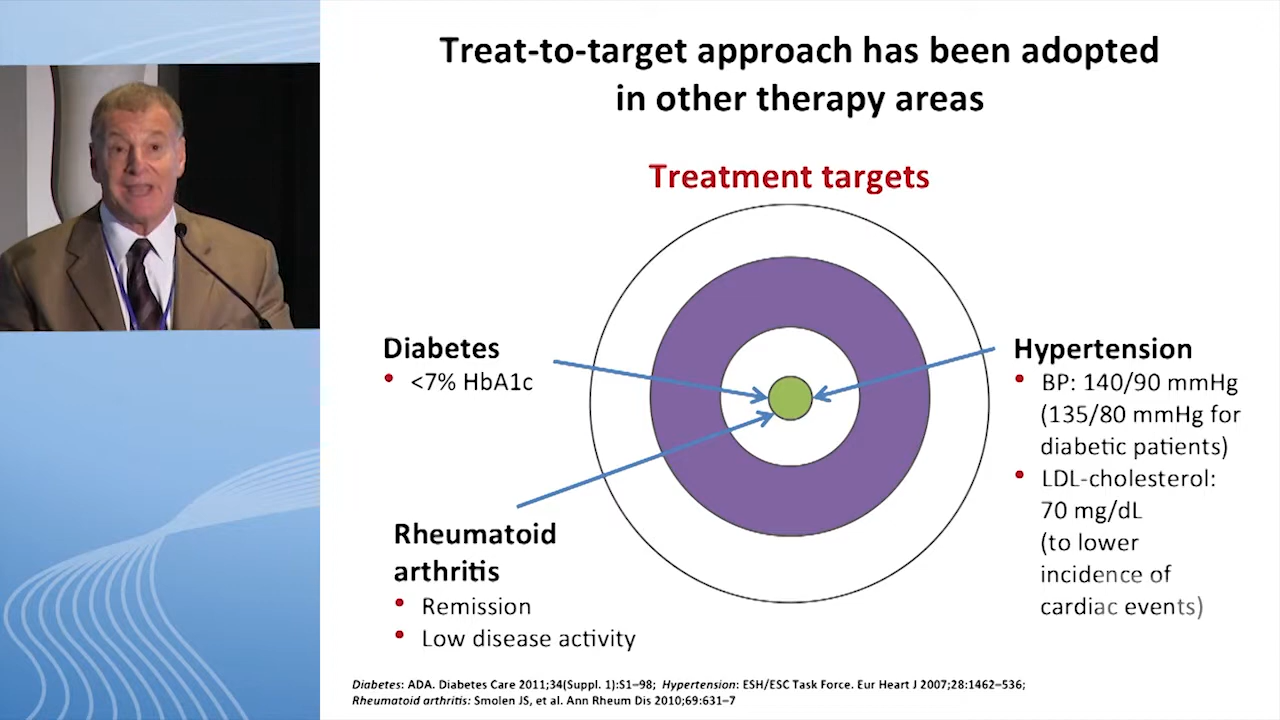 Treat-to-target approach has been adopted
in other therapy areas
Treatment targets
Diabetes
• <7% HbA1c
Rheumatoid
arthritis
• Remission
• Low disease activity
Hypertension
• BP: 140/90 mmHg
(135/80 mmHg for
diabetic patients)
• LDL-cholesterol:
70 mg/dL
(to lower
incidence of
cardiac events)
Diabetes: ADA. Diabetes Care 2011;34(Suppl. 1):S1–98; Hypertension: ESH/ESC Task Force. Eur Heart J 2007;28:1462–536;
Rheumatoid arthritis: Smolen JS, et al. Ann Rheum Dis 2010;69:631–7